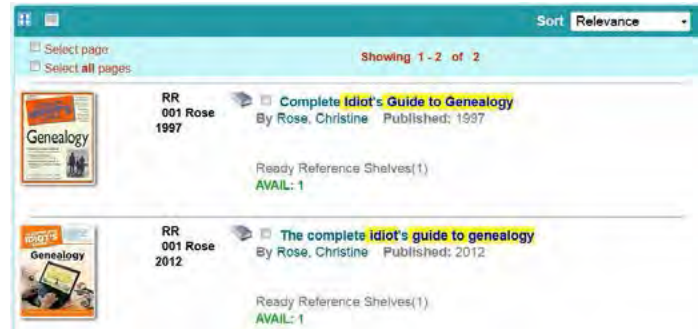 Sort Relevance
Select page
Select all pages
Showing 1 - 2 of 2
Genealogy
RR
001 Rose
1997
Complete Idiot's Guide to Genealogy
By Rose, Christine Published: 1997
Ready Reference Shelves(1)
AVAIL: 1
IDIOT'S
Genealogy
RR
001 Rose
2012
The complete idiot's guide to genealogy
By Rose, Christine Published: 2012
Ready Reference Shelves(1)
AVAIL: 1